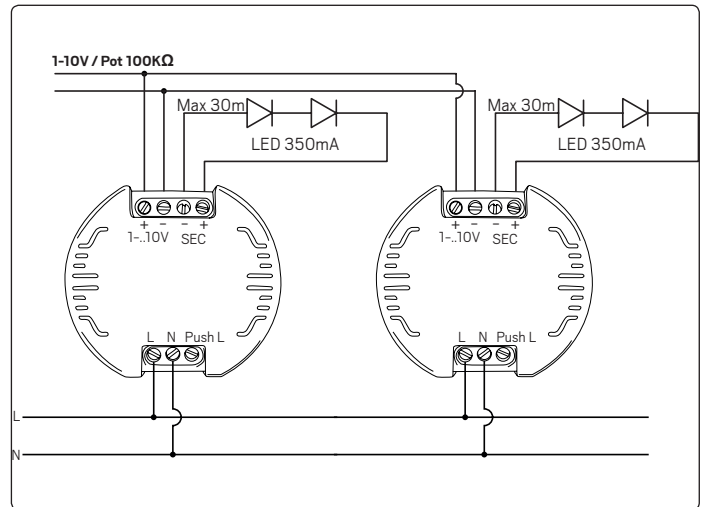 1-10V / Pot 100KΩ
Max 30m
LED 350mA
Max 30m
LED 350mA
+ − − +
1-..10V SEC
+ − − +
1-..10V SEC
L N Push L
L N Push L
L
N